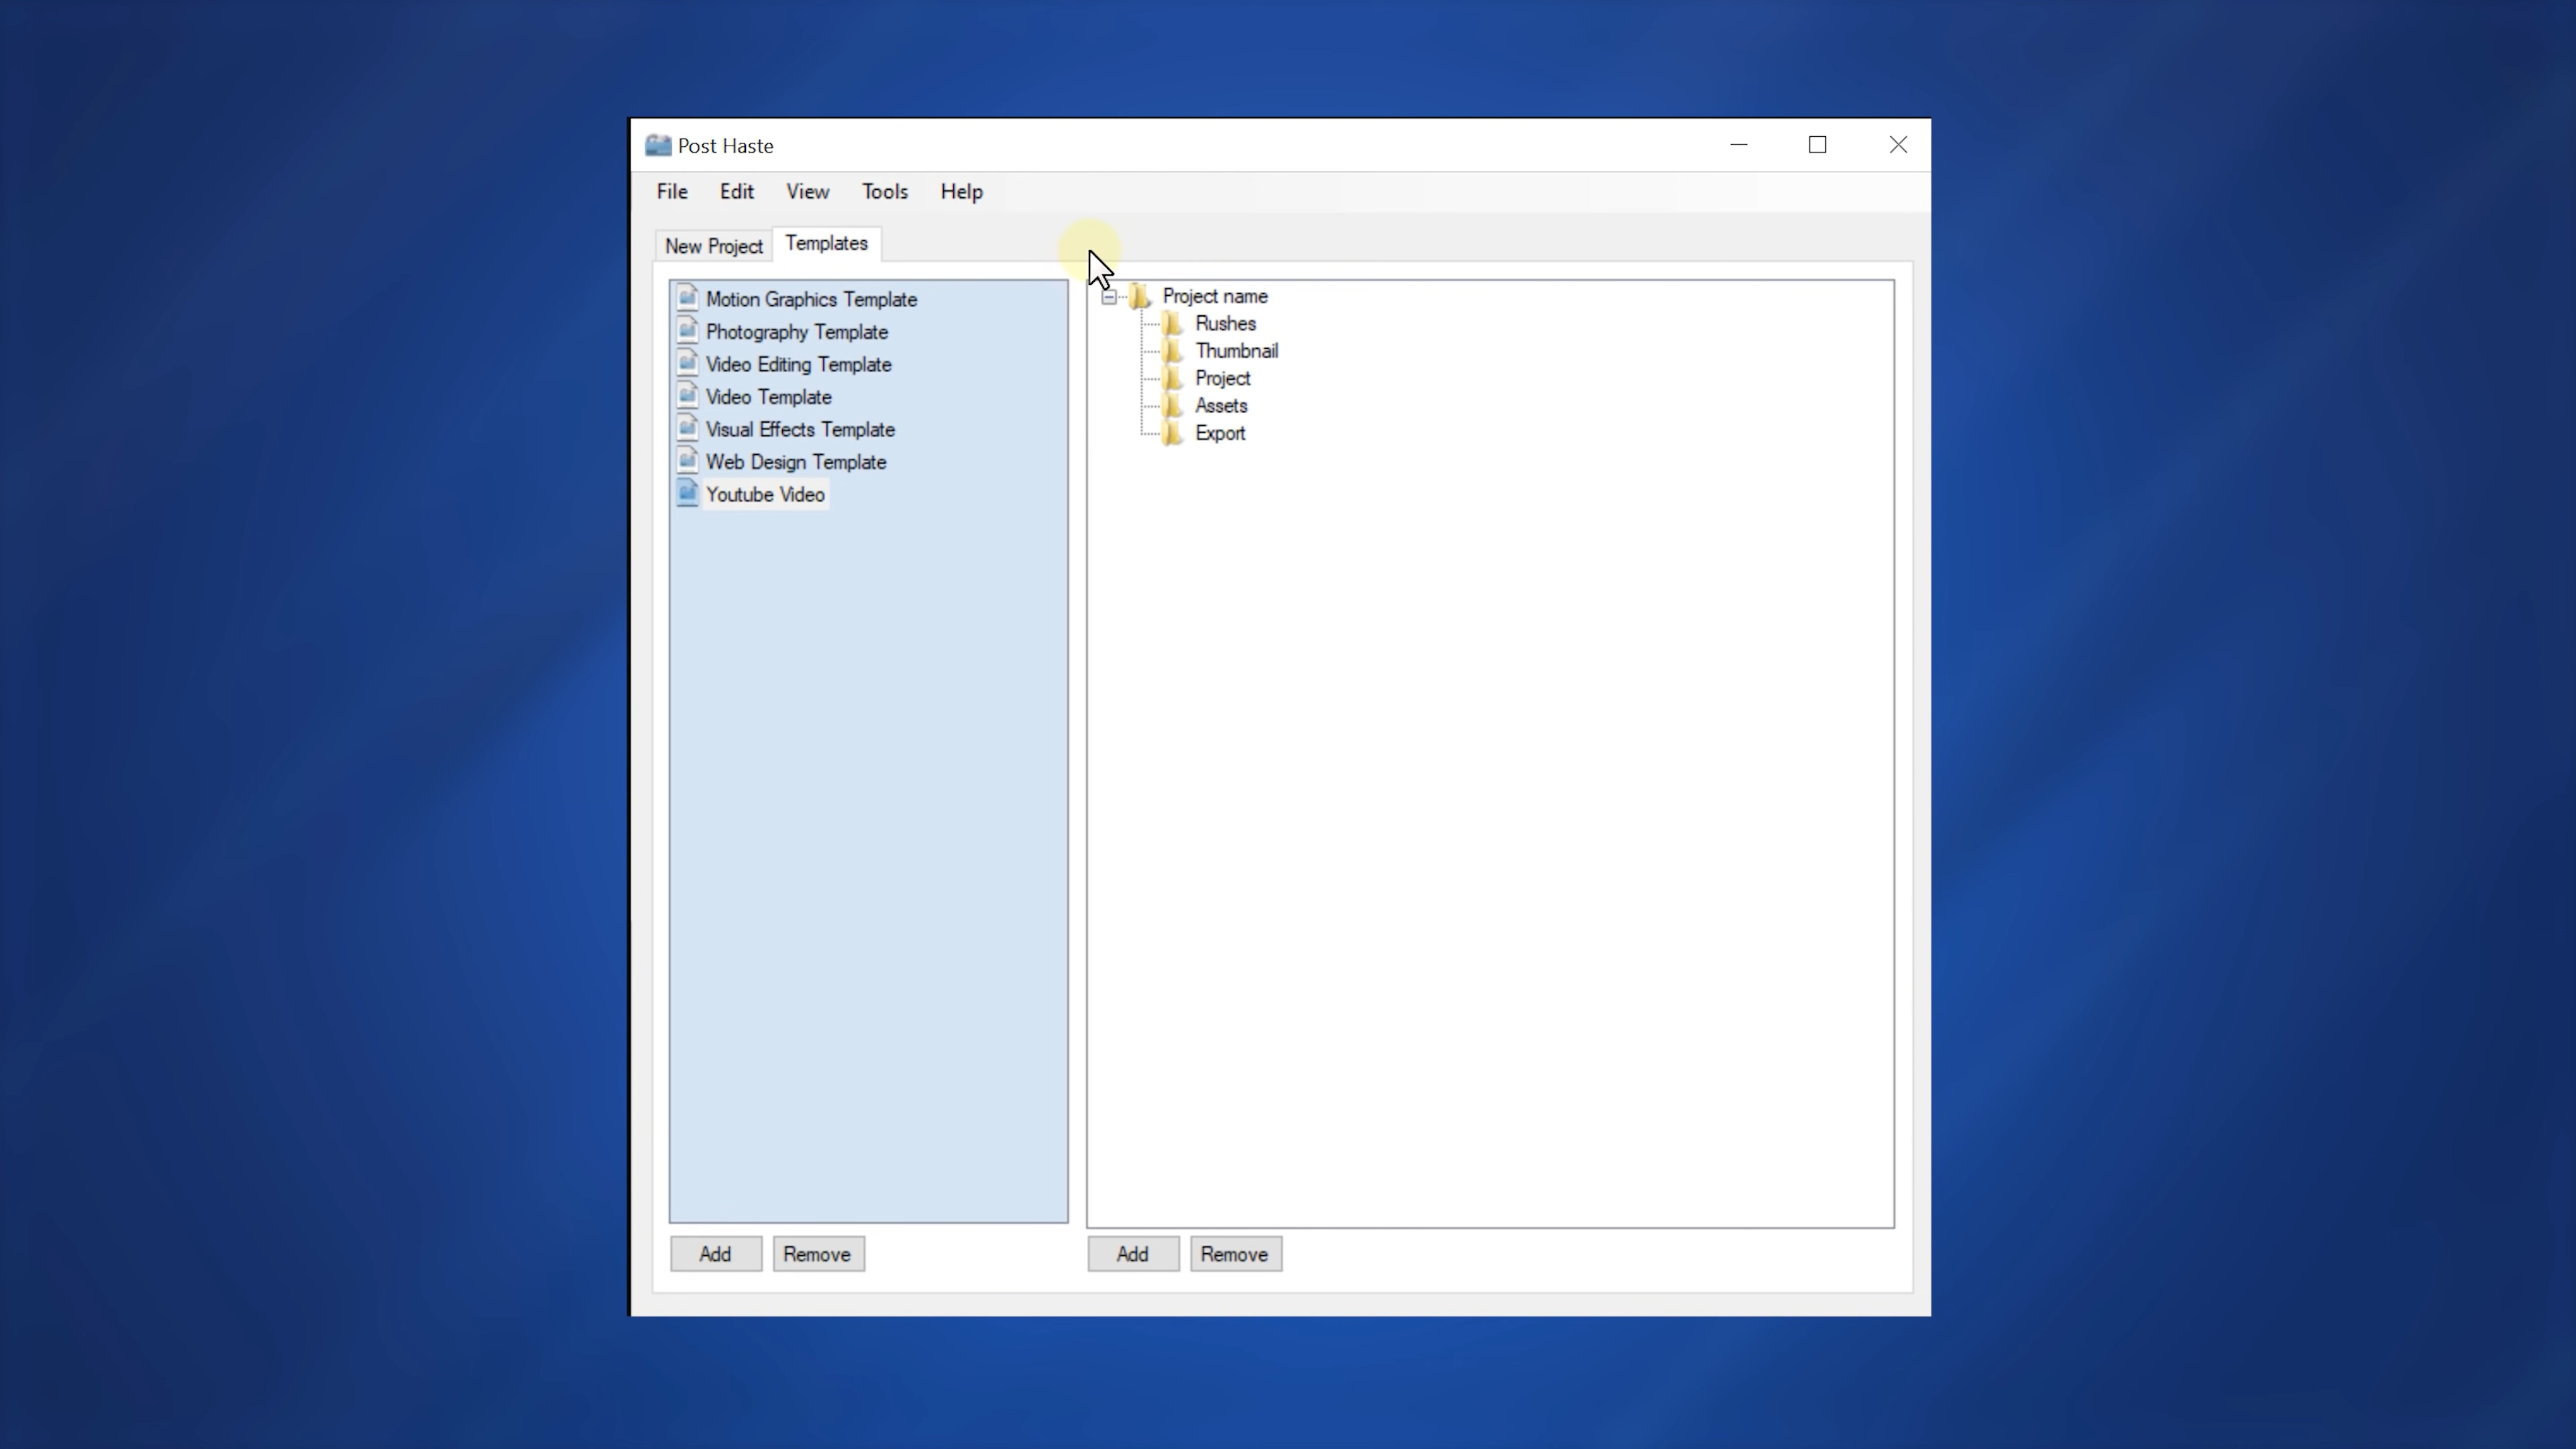 Post Haste
File Edit View Tools Help
New Project Templates
Motion Graphics Template
Photography Template
Video Editing Template
Video Template
Visual Effects Template
Web Design Template
Youtube Video
Project name
Rushes
Thumbnail
Project
Assets
Export
Add Remove
Add Remove